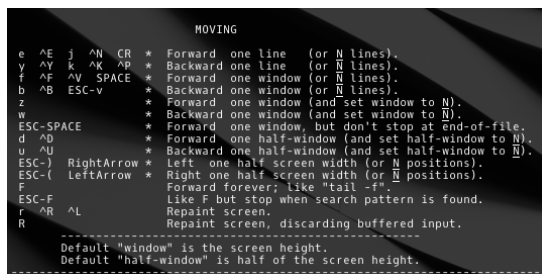 MOVING
e ^E j ^N CR * Forward one line (or N lines).
y ^Y k ^K ^P * Backward one line (or N lines).
f ^F ^V SPACE * Forward one window (or N lines).
b ^B ESC-v * Backward one window (or N lines).
z * Forward one window (and set window to N).
w * Backward one window (and set window to N).
ESC-SPACE * Forward one window, but don't stop at end-of-file.
d ^D * Forward one half-window (and set half-window to N).
u ^U * Backward one half-window (and set half-window to N).
ESC-) RightArrow * Left one half screen width (or N positions).
ESC-( LeftArrow * Right one half screen width (or N positions).
F Forward forever; like "tail -f".
ESC-F Like F but stop when search pattern is found.
r ^R ^L Repaint screen.
R Repaint screen, discarding buffered input.
---------------------------------------------------
Default "window" is the screen height.
Default "half-window" is half of the screen height.
---------------------------------------------------------------------------